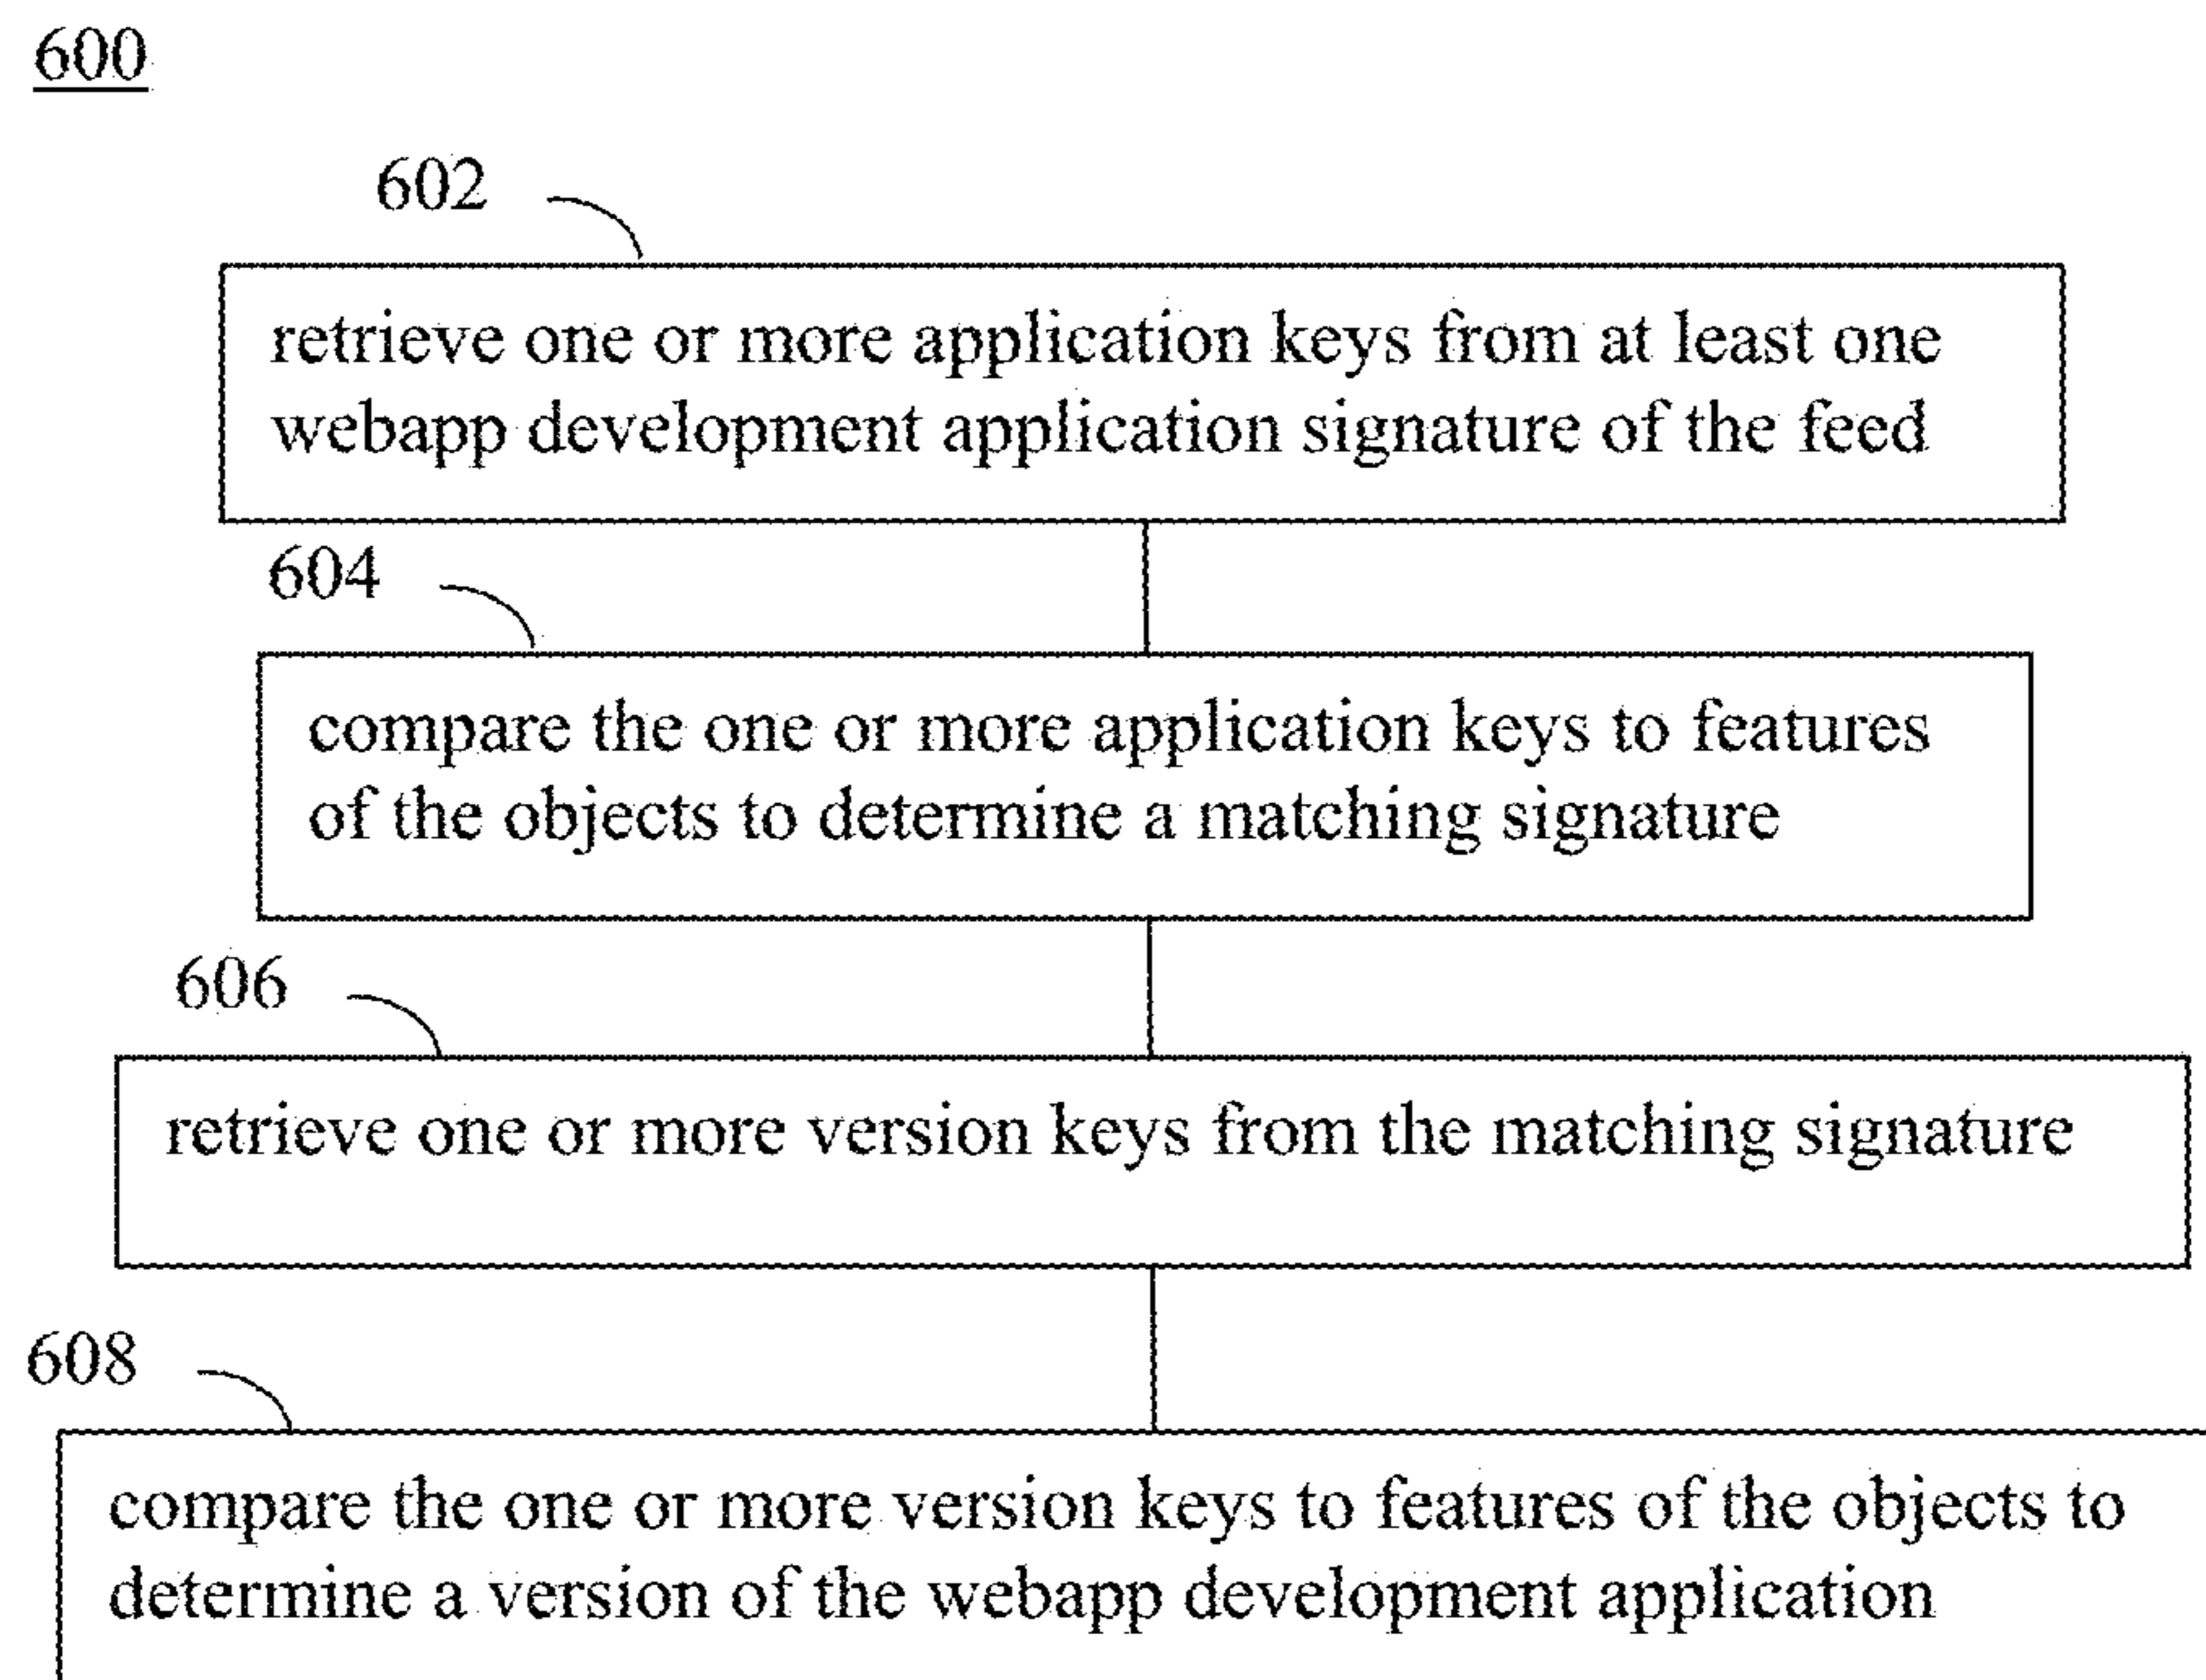 600
602
retrieve one or more application keys from at least one
webapp development application signature of the feed
604
compare the one or more application keys to features
of the objects to determine a matching signature
606
retrieve one or more version keys from the matching signature
608
compare the one or more version keys to features of the objects to
determine a version of the webapp development application